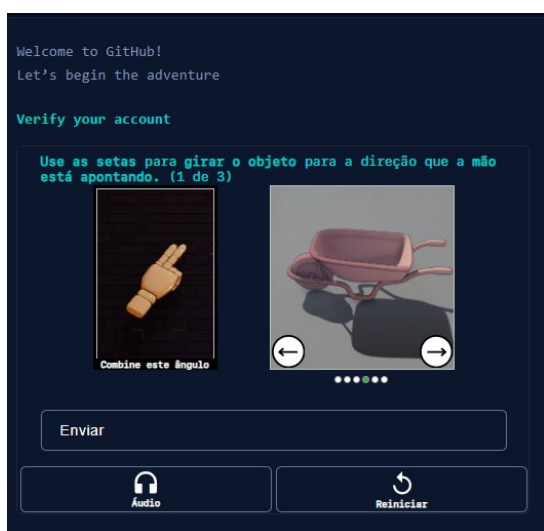 Welcome to GitHub!
Let’s begin the adventure
Verify your account
Use as setas para girar o objeto para a direção que a mão
está apontando. (1 de 3)
Combine este ângulo
Enviar
Áudio
Reiniciar